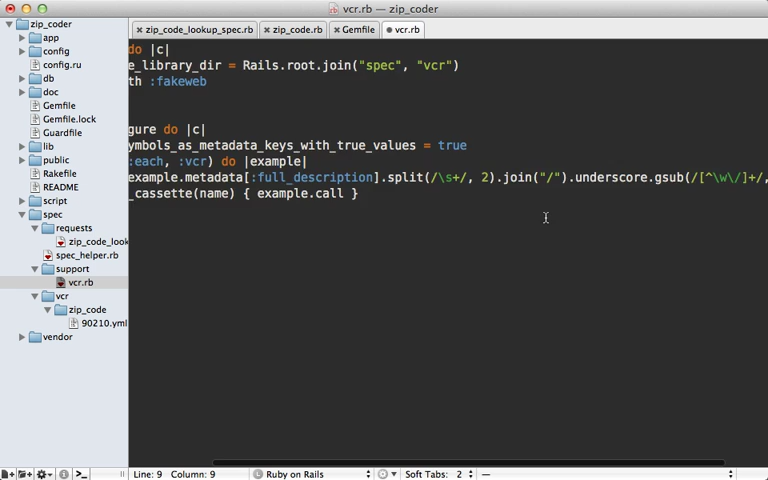 vcr.rb — zip_coder
zip_coder
app
config
config.ru
db
doc
Gemfile
Gemfile.lock
Guardfile
lib
public
Rakefile
README
script
spec
requests
zip_code_look
spec_helper.rb
support
vcr.rb
vcr
zip_code
90210.yml
vendor
zip_code_lookup_spec.rb
zip_code.rb
Gemfile
vcr.rb
do |c|
e_library_dir = Rails.root.join("spec", "vcr")
th :fakeweb
gure do |c|
ymbols_as_metadata_keys_with_true_values = true
:each, :vcr) do |example|
example.metadata[:full_description].split(/\s+/, 2).join("/").underscore.gsub(/[^\w\/]+/,
_cassette(name) { example.call }
Line: 9 Column: 9
Ruby on Rails
Soft Tabs: 2
—